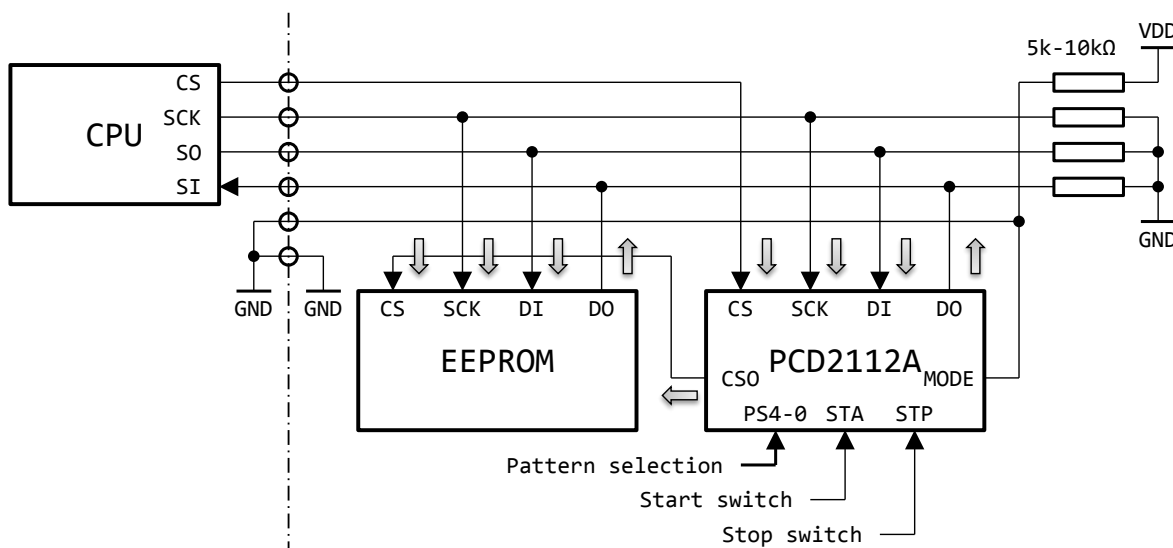 VDD
5k-10kΩ
CS
SCK
CPU
SO
SI
GND
GND GND CS SCK DI DO CS SCK DI DO
EEPROM PCD2112A
CSO MODE
PS4-0 STA STP
Pattern selection
Start switch
Stop switch